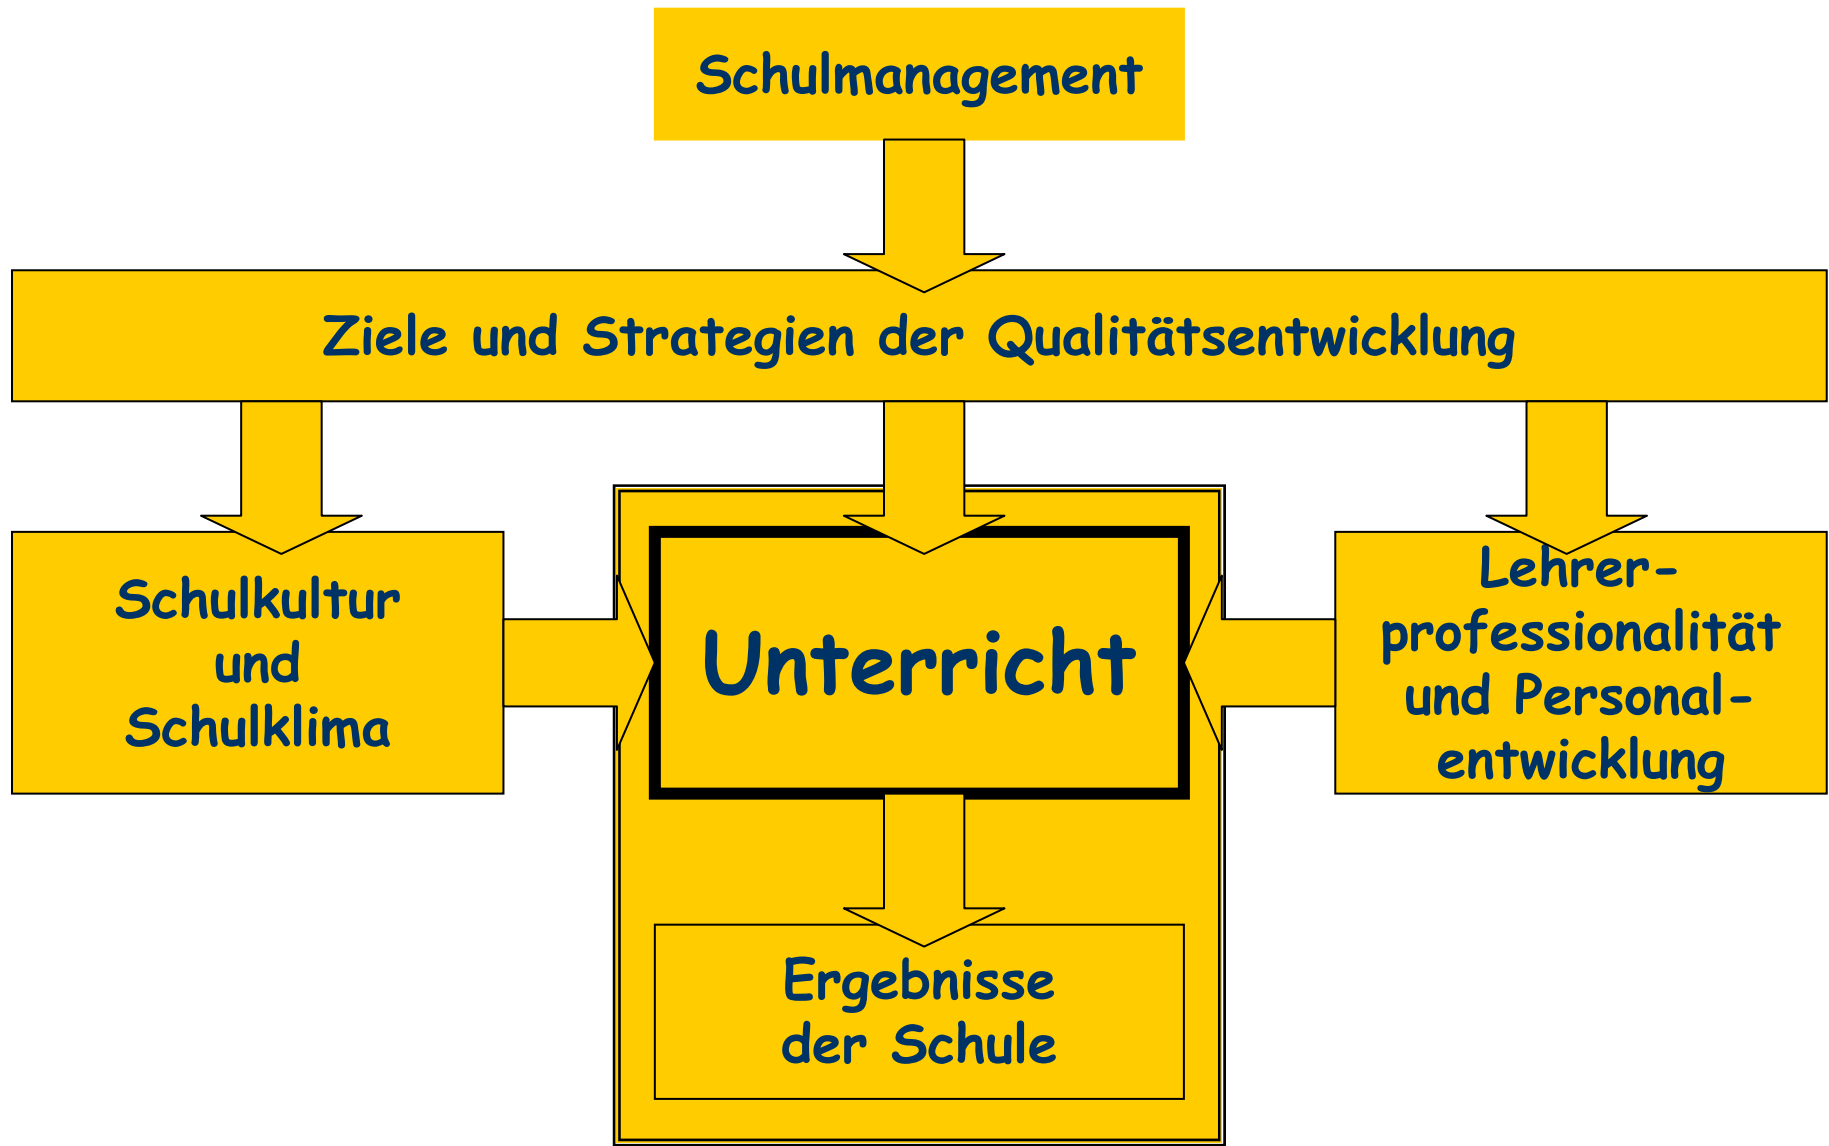 Schulmanagement
Ziele und Strategien der Qualitätsentwicklung
Schulkultur
und
Schulklima
Unterricht
Lehrer-
professionalität
und Personal-
entwicklung
Ergebnisse
der Schule